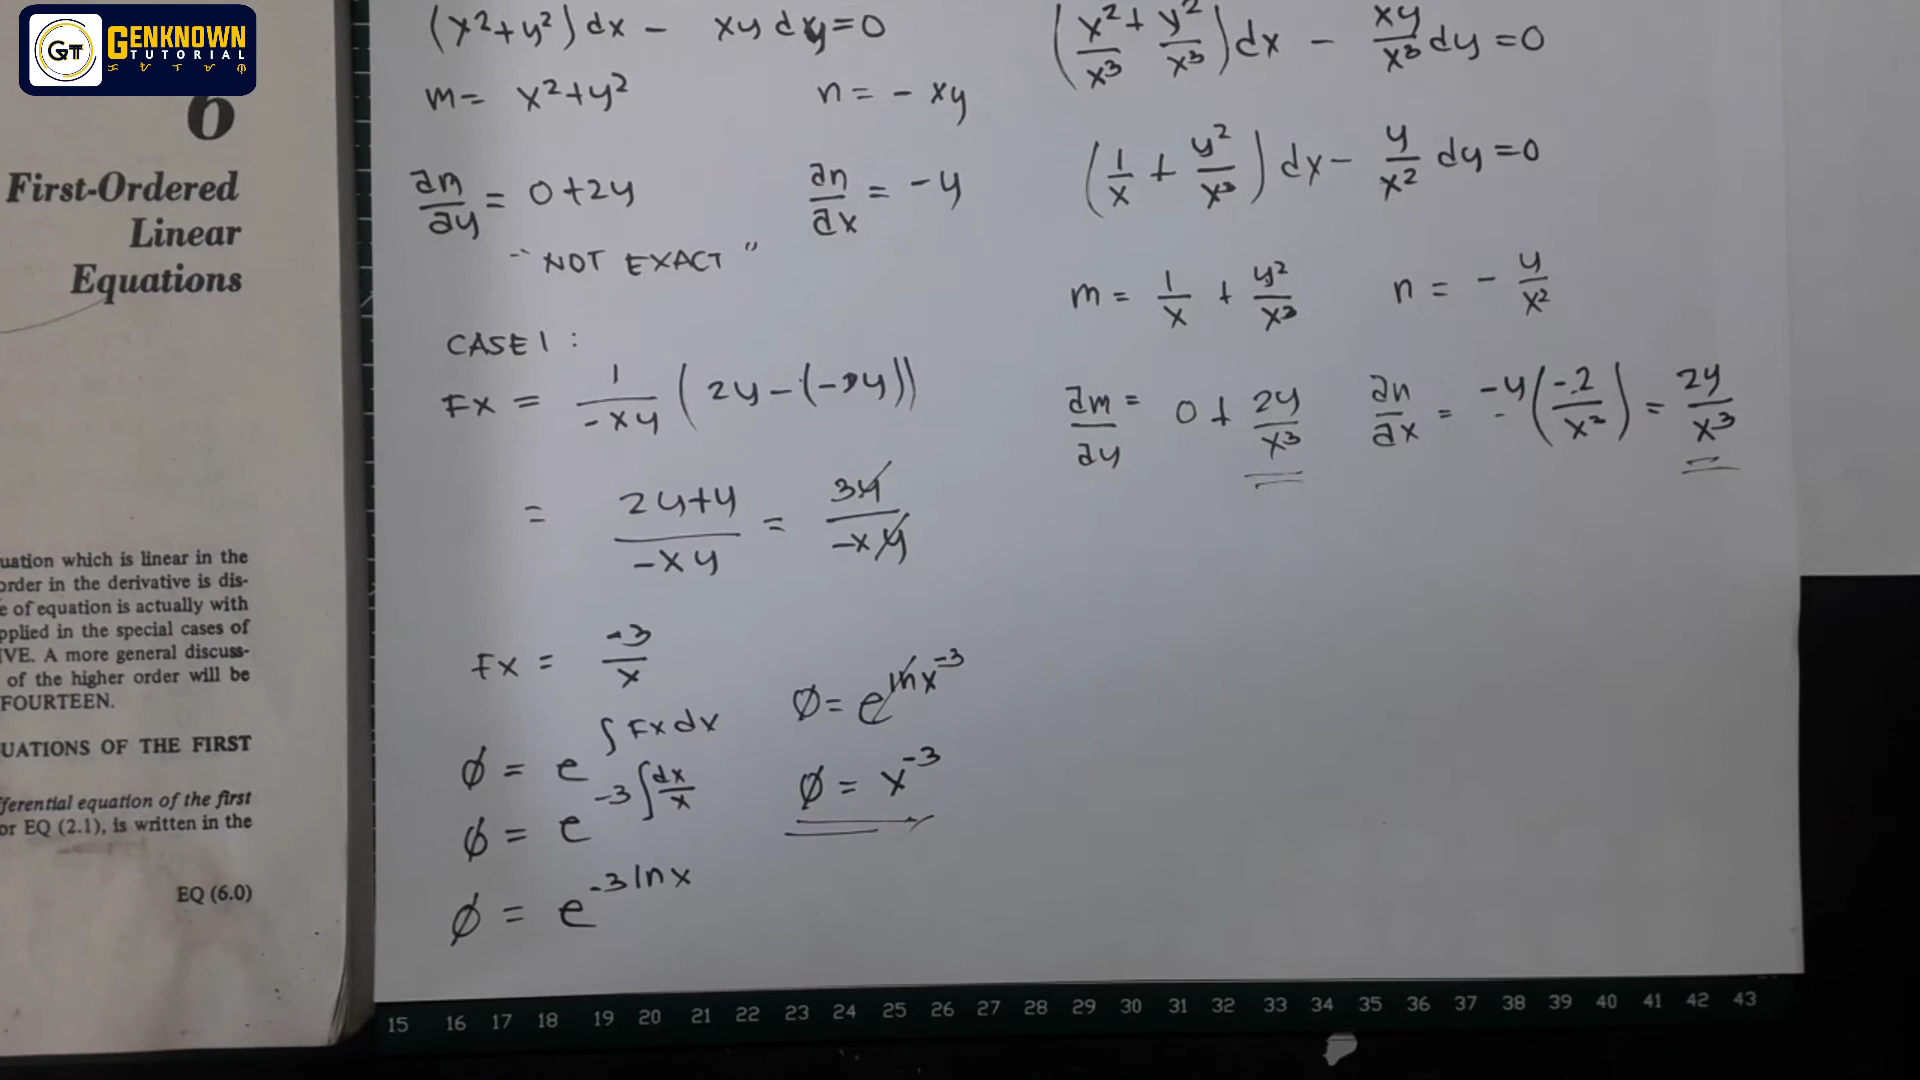 GT
GENKNOWN
TUTORIAL
6
First-Ordered
Linear
Equations
uation which is linear in the
order in the derivative is dis-
e of equation is actually with
pplied in the special cases of
IVE. A more general discuss-
of the higher order will be
FOURTEEN.
UATIONS OF THE FIRST
fferential equation of the first
or EQ (2.1), is written in the
EQ (6.0)
(x²+y²)dx - xy dy=0
m= x²+y² n= - xy
∂m/∂y = 0+2y ∂n/∂x = -y
"NOT EXACT"
CASE 1 :
Fx = 1/-xy (2y-(-y))
= 2y+y/-xy = 3y/-xy
Fx = -3/x
∅ = e^∫Fxdx
∅ = e^-3∫dx/x
∅ = e^-3lnx
∅= e^lnx^-3
∅ = x^-3
(x²/x³ + y²/x³)dx - xy/x³ dy =0
(1/x + y²/x³) dx - y/x² dy=0
m= 1/x + y²/x³ n = - y/x²
∂m/∂y = 0 + 2y/x³ ∂n/∂x = -y(-2/x²) = 2y/x³
15 16 17 18 19 20 21 22 23 24 25 26 27 28 29 30 31 32 33 34 35 36 37 38 39 40 41 42 43